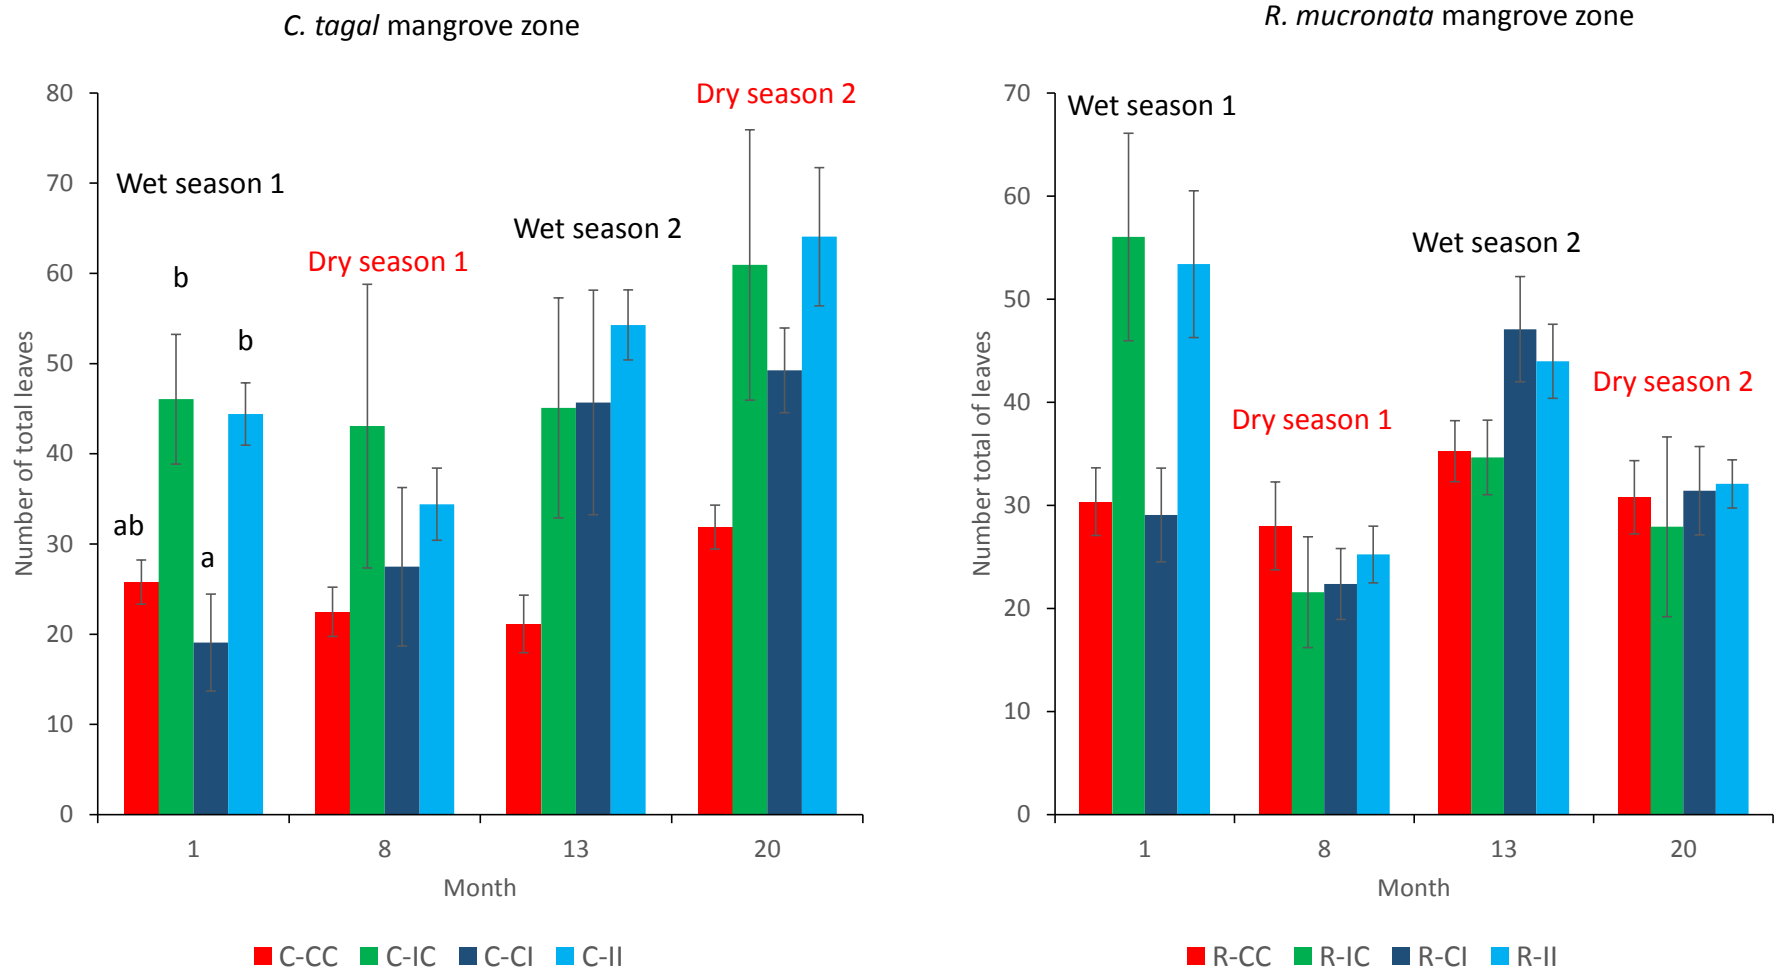 C. tagal mangrove zone
Number of total leaves
80
70
60
50
40
30
20
10
0
Wet season 1
Dry season 1
Wet season 2
Dry season 2
ab
b
a
b
1 8 13 20
Month
C-CC C-IC C-CI C-II
R. mucronata mangrove zone
Number total of leaves
70
60
50
40
30
20
10
0
Wet season 1
Dry season 1
Wet season 2
Dry season 2
1 8 13 20
Month
R-CC R-IC R-CI R-II